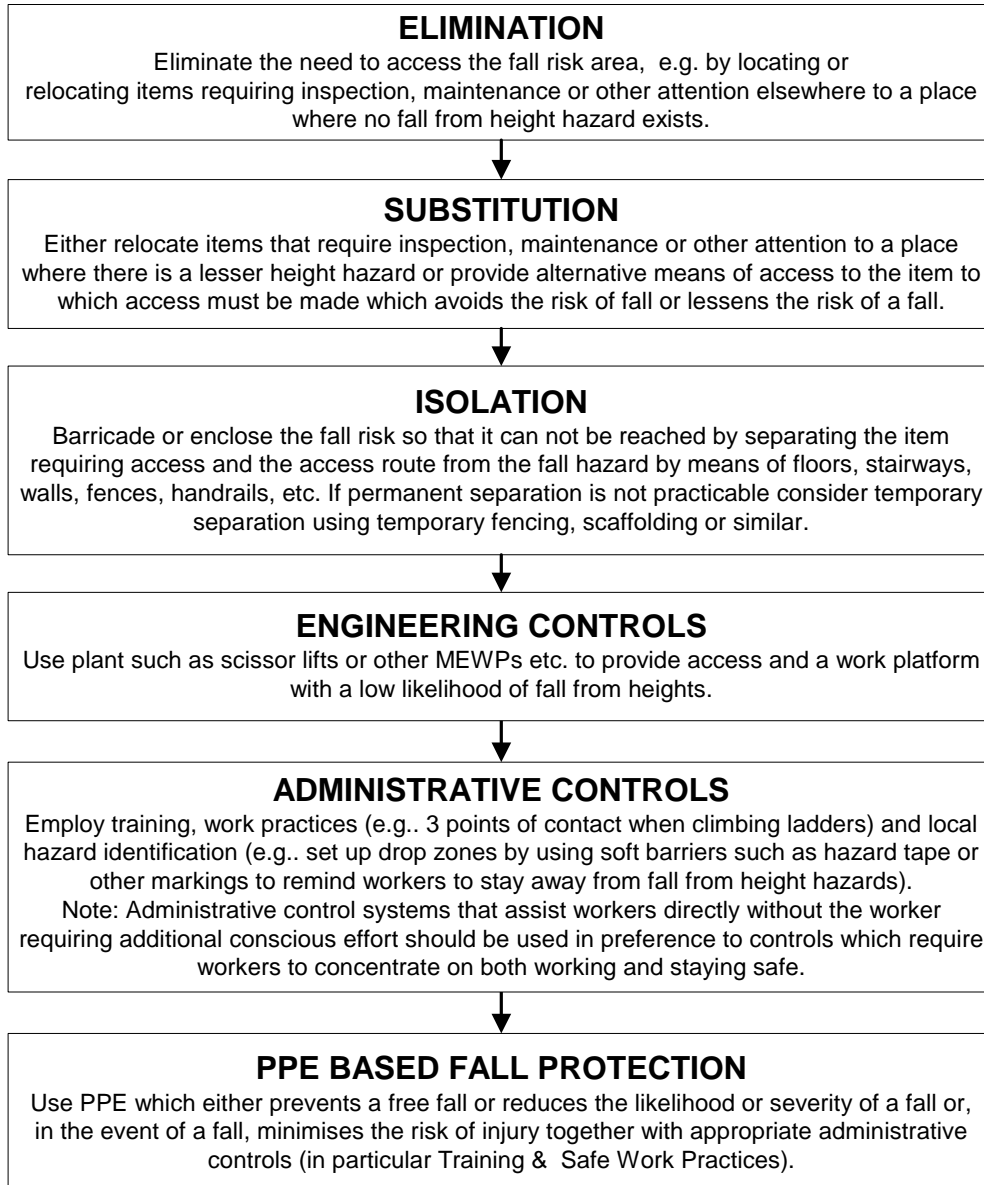 ELIMINATION
Eliminate the need to access the fall risk area,  e.g. by locating or
relocating items requiring inspection, maintenance or other attention elsewhere to a place
where no fall from height hazard exists.
SUBSTITUTION
Either relocate items that require inspection, maintenance or other attention to a place
where there is a lesser height hazard or provide alternative means of access to the item to
which access must be made which avoids the risk of fall or lessens the risk of a fall.
ISOLATION
Barricade or enclose the fall risk so that it can not be reached by separating the item
requiring access and the access route from the fall hazard by means of floors, stairways,
walls, fences, handrails, etc. If permanent separation is not practicable consider temporary
separation using temporary fencing, scaffolding or similar.
ENGINEERING CONTROLS
Use plant such as scissor lifts or other MEWPs etc. to provide access and a work platform
with a low likelihood of fall from heights.
ADMINISTRATIVE CONTROLS
Employ training, work practices (e.g.. 3 points of contact when climbing ladders) and local
hazard identification (e.g.. set up drop zones by using soft barriers such as hazard tape or
other markings to remind workers to stay away from fall from height hazards).
Note: Administrative control systems that assist workers directly without the worker
requiring additional conscious effort should be used in preference to controls which require
workers to concentrate on both working and staying safe.
PPE BASED FALL PROTECTION
Use PPE which either prevents a free fall or reduces the likelihood or severity of a fall or,
in the event of a fall, minimises the risk of injury together with appropriate administrative
controls (in particular Training &  Safe Work Practices).